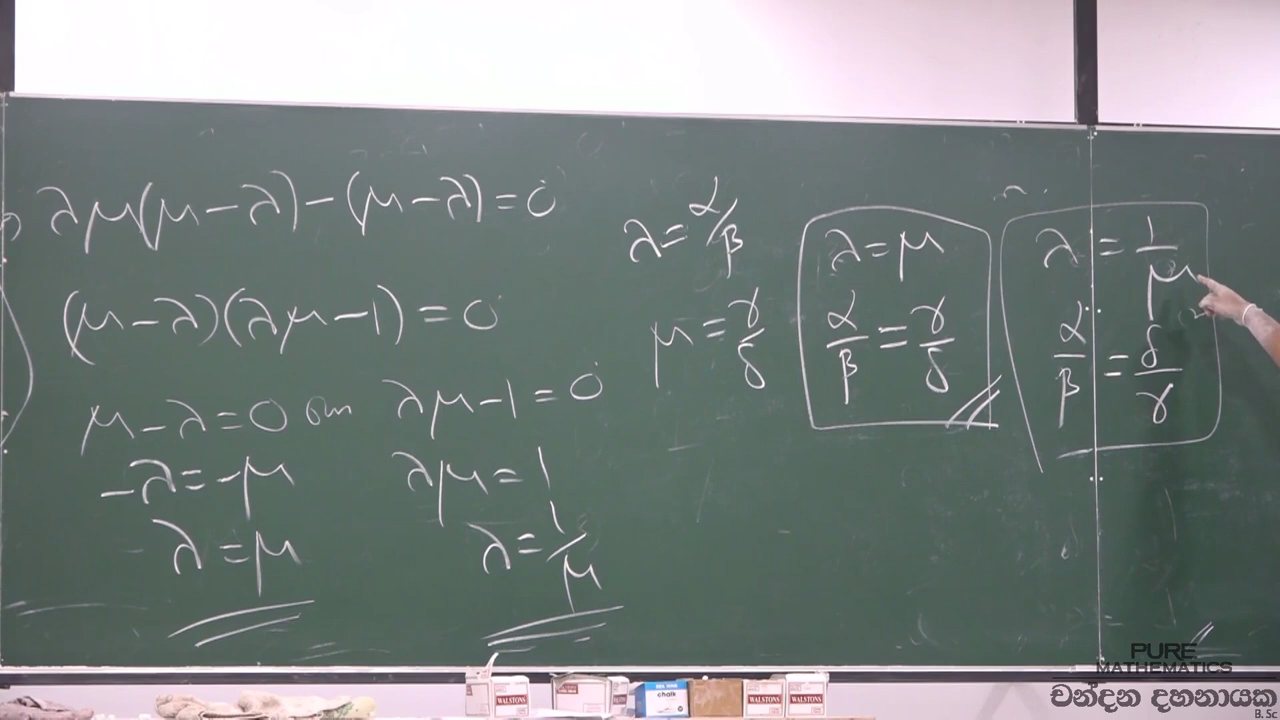 λμ(μ-λ)-(μ-λ)=0
(μ-λ)(λμ-1)=0
μ-λ=0 හෝ λμ-1=0
-λ=-μ
λ=μ
λμ=1
λ=1/μ
λ=α/β
μ=γ/δ
λ=μ
α/β=γ/δ
λ=1/μ
α/β=δ/γ
WALSTONS
WALSTONS
chalk
WALSTONS
WALSTONS
PURE
MATHEMATICS
චන්දන දහනායක
B. Sc